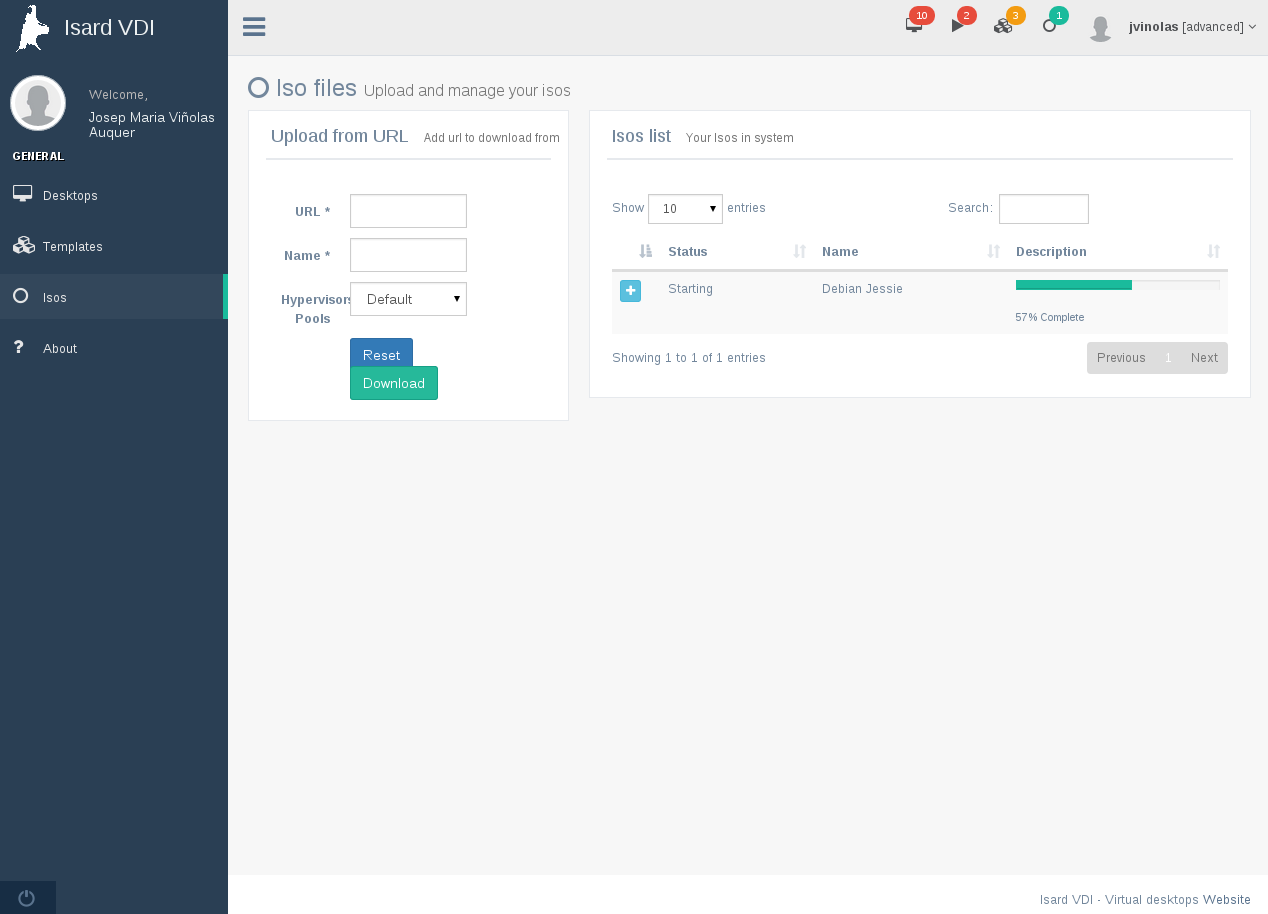 Isard VDI
10
2
3
1
jvinolas [advanced]
Welcome,
Josep Maria Viñolas
Auquer
GENERAL
Desktops
Templates
Isos
? About
Iso files Upload and manage your isos
Upload from URL Add url to download from
URL *
Name *
Hypervisors
Pools
Default
Reset
Download
Isos list Your Isos in system
Show 10 entries
Search:
Status Name Description
Starting Debian Jessie
57% Complete
Showing 1 to 1 of 1 entries
Previous 1 Next
Isard VDI - Virtual desktops Website